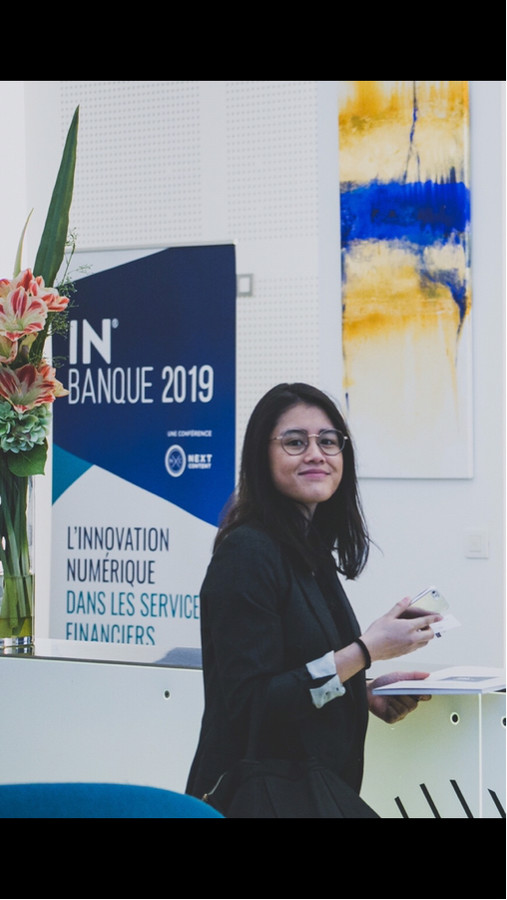 IN®
BANQUE 2019
UNE CONFÉRENCE
NEXT
CONTENT
L'INNOVATION
NUMÉRIQUE
DANS LES SERVICE
FINANCIERS